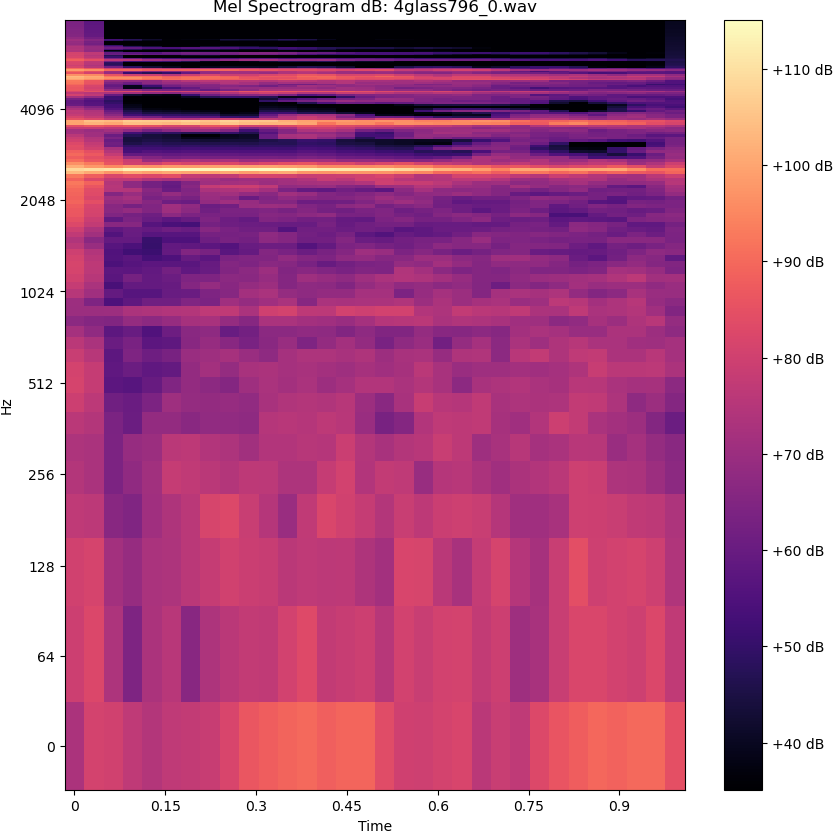 Mel Spectrogram dB: 4glass796_0.wav
+110 dB
4096
+100 dB
2048
+90 dB
1024
+80 dB
512
Hz
+70 dB
256
+60 dB
128
+50 dB
64
0
+40 dB
0 0.15 0.3 0.45 0.6 0.75 0.9
Time